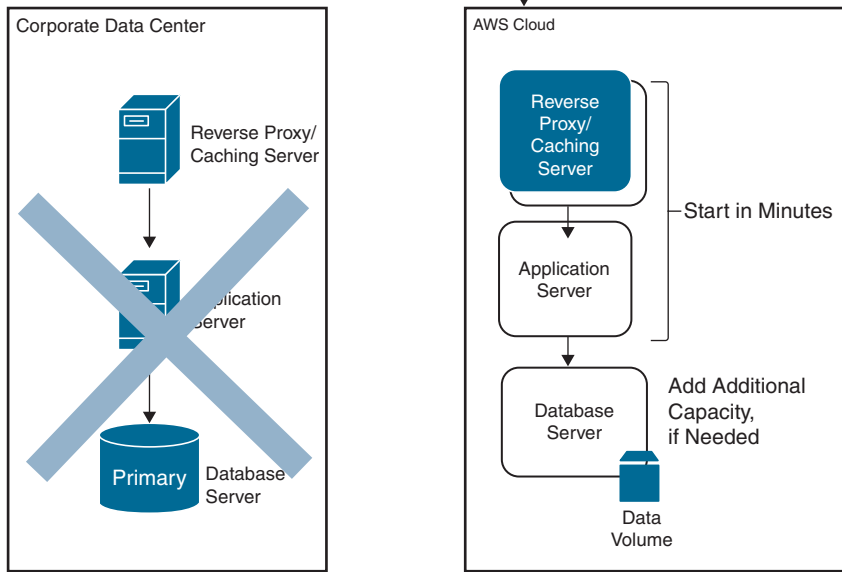 Corporate Data Center
Reverse Proxy/
Caching Server
Server
Primary
Database
Server
AWS Cloud
Reverse
Proxy/
Caching
Server
Start in Minutes
Application
Server
Database
Server
Add Additional
Capacity,
if Needed
Data
Volume